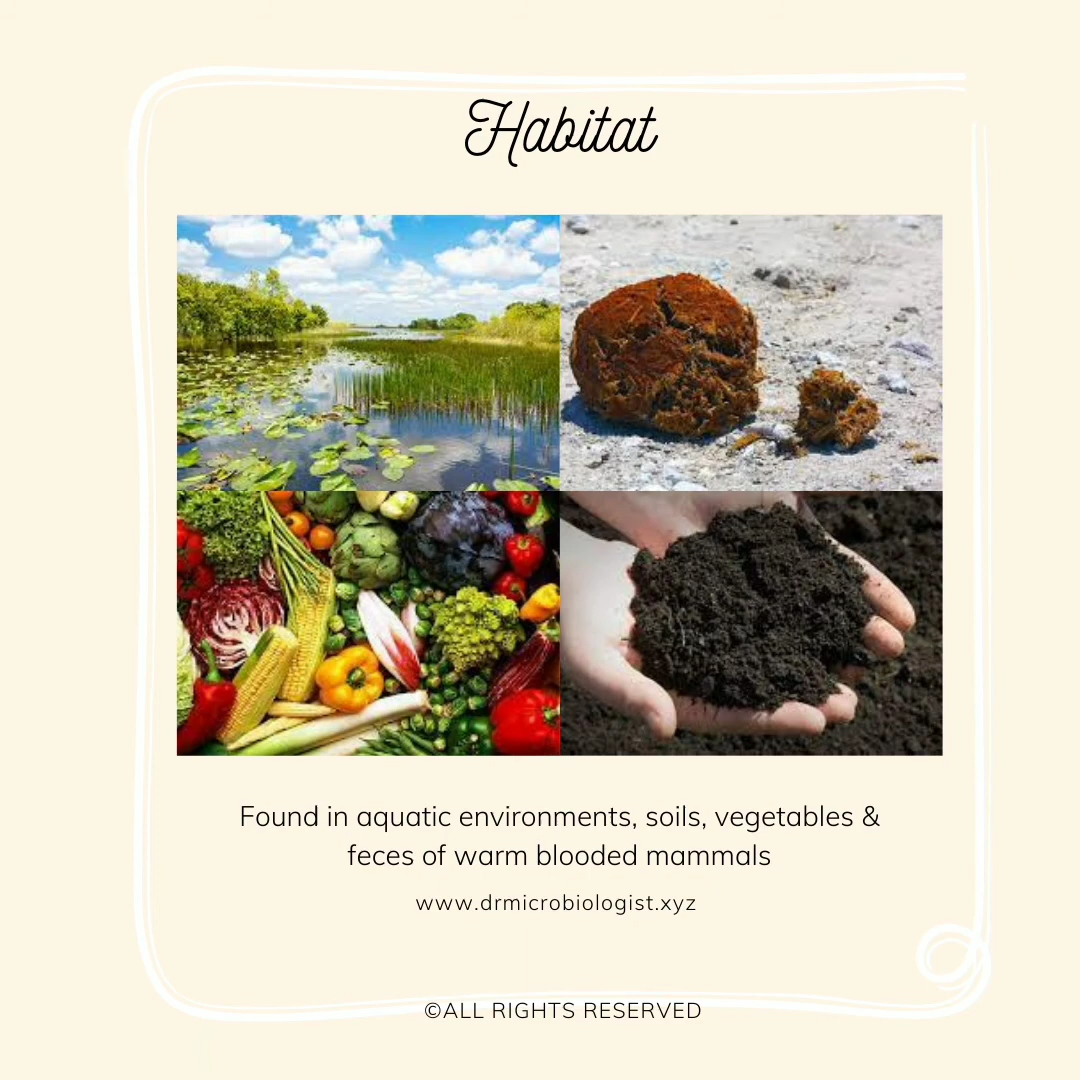 Habitat
Found in aquatic environments, soils, vegetables &
feces of warm blooded mammals
www.drmicrobiologist.xyz
©ALL RIGHTS RESERVED